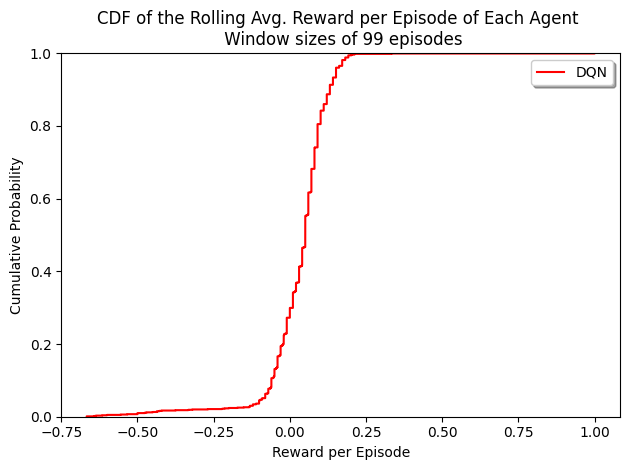 CDF of the Rolling Avg. Reward per Episode of Each Agent
Window sizes of 99 episodes
DQN
Cumulative Probability
1.0
0.8
0.6
0.4
0.2
0.0
−0.75
−0.50
−0.25
0.00
0.25
0.50
0.75
1.00
Reward per Episode